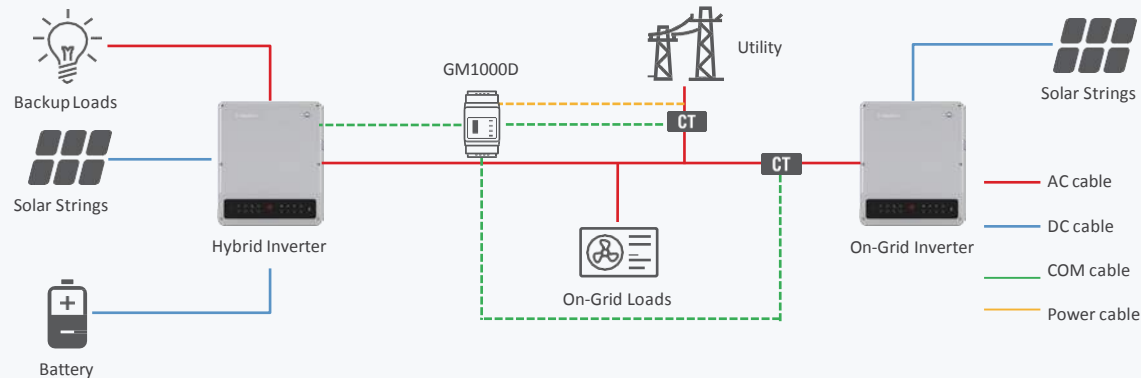 GM1000D
Utility
Backup Loads
Solar Strings
CT
CT
Solar Strings
AC cable
DC cable
Hybrid Inverter
On-Grid Inverter
COM cable
On-Grid Loads
Power cable
Battery